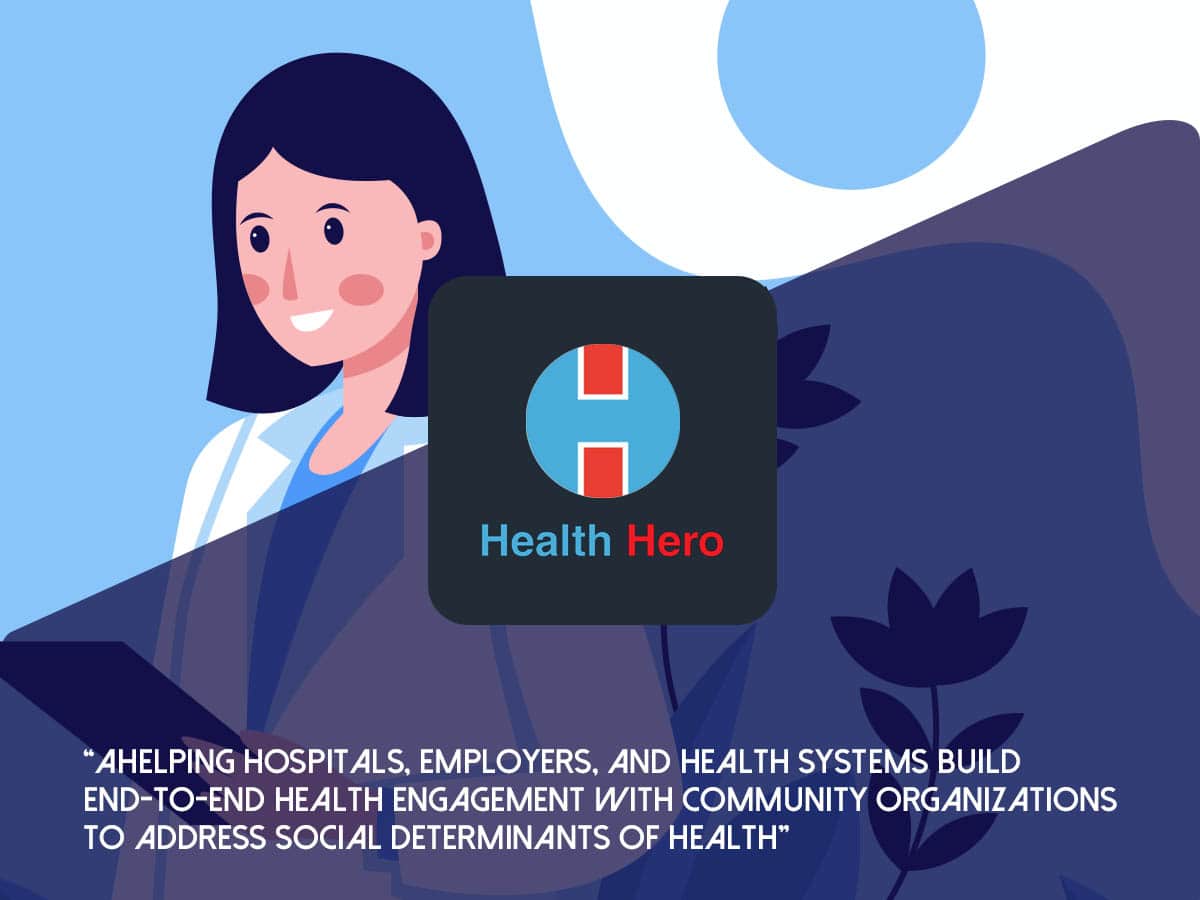 Health Hero
“AHELPING HOSPITALS, EMPLOYERS, AND HEALTH SYSTEMS BUILD
END-TO-END HEALTH ENGAGEMENT WITH COMMUNITY ORGANIZATIONS
TO ADDRESS SOCIAL DETERMINANTS OF HEALTH”